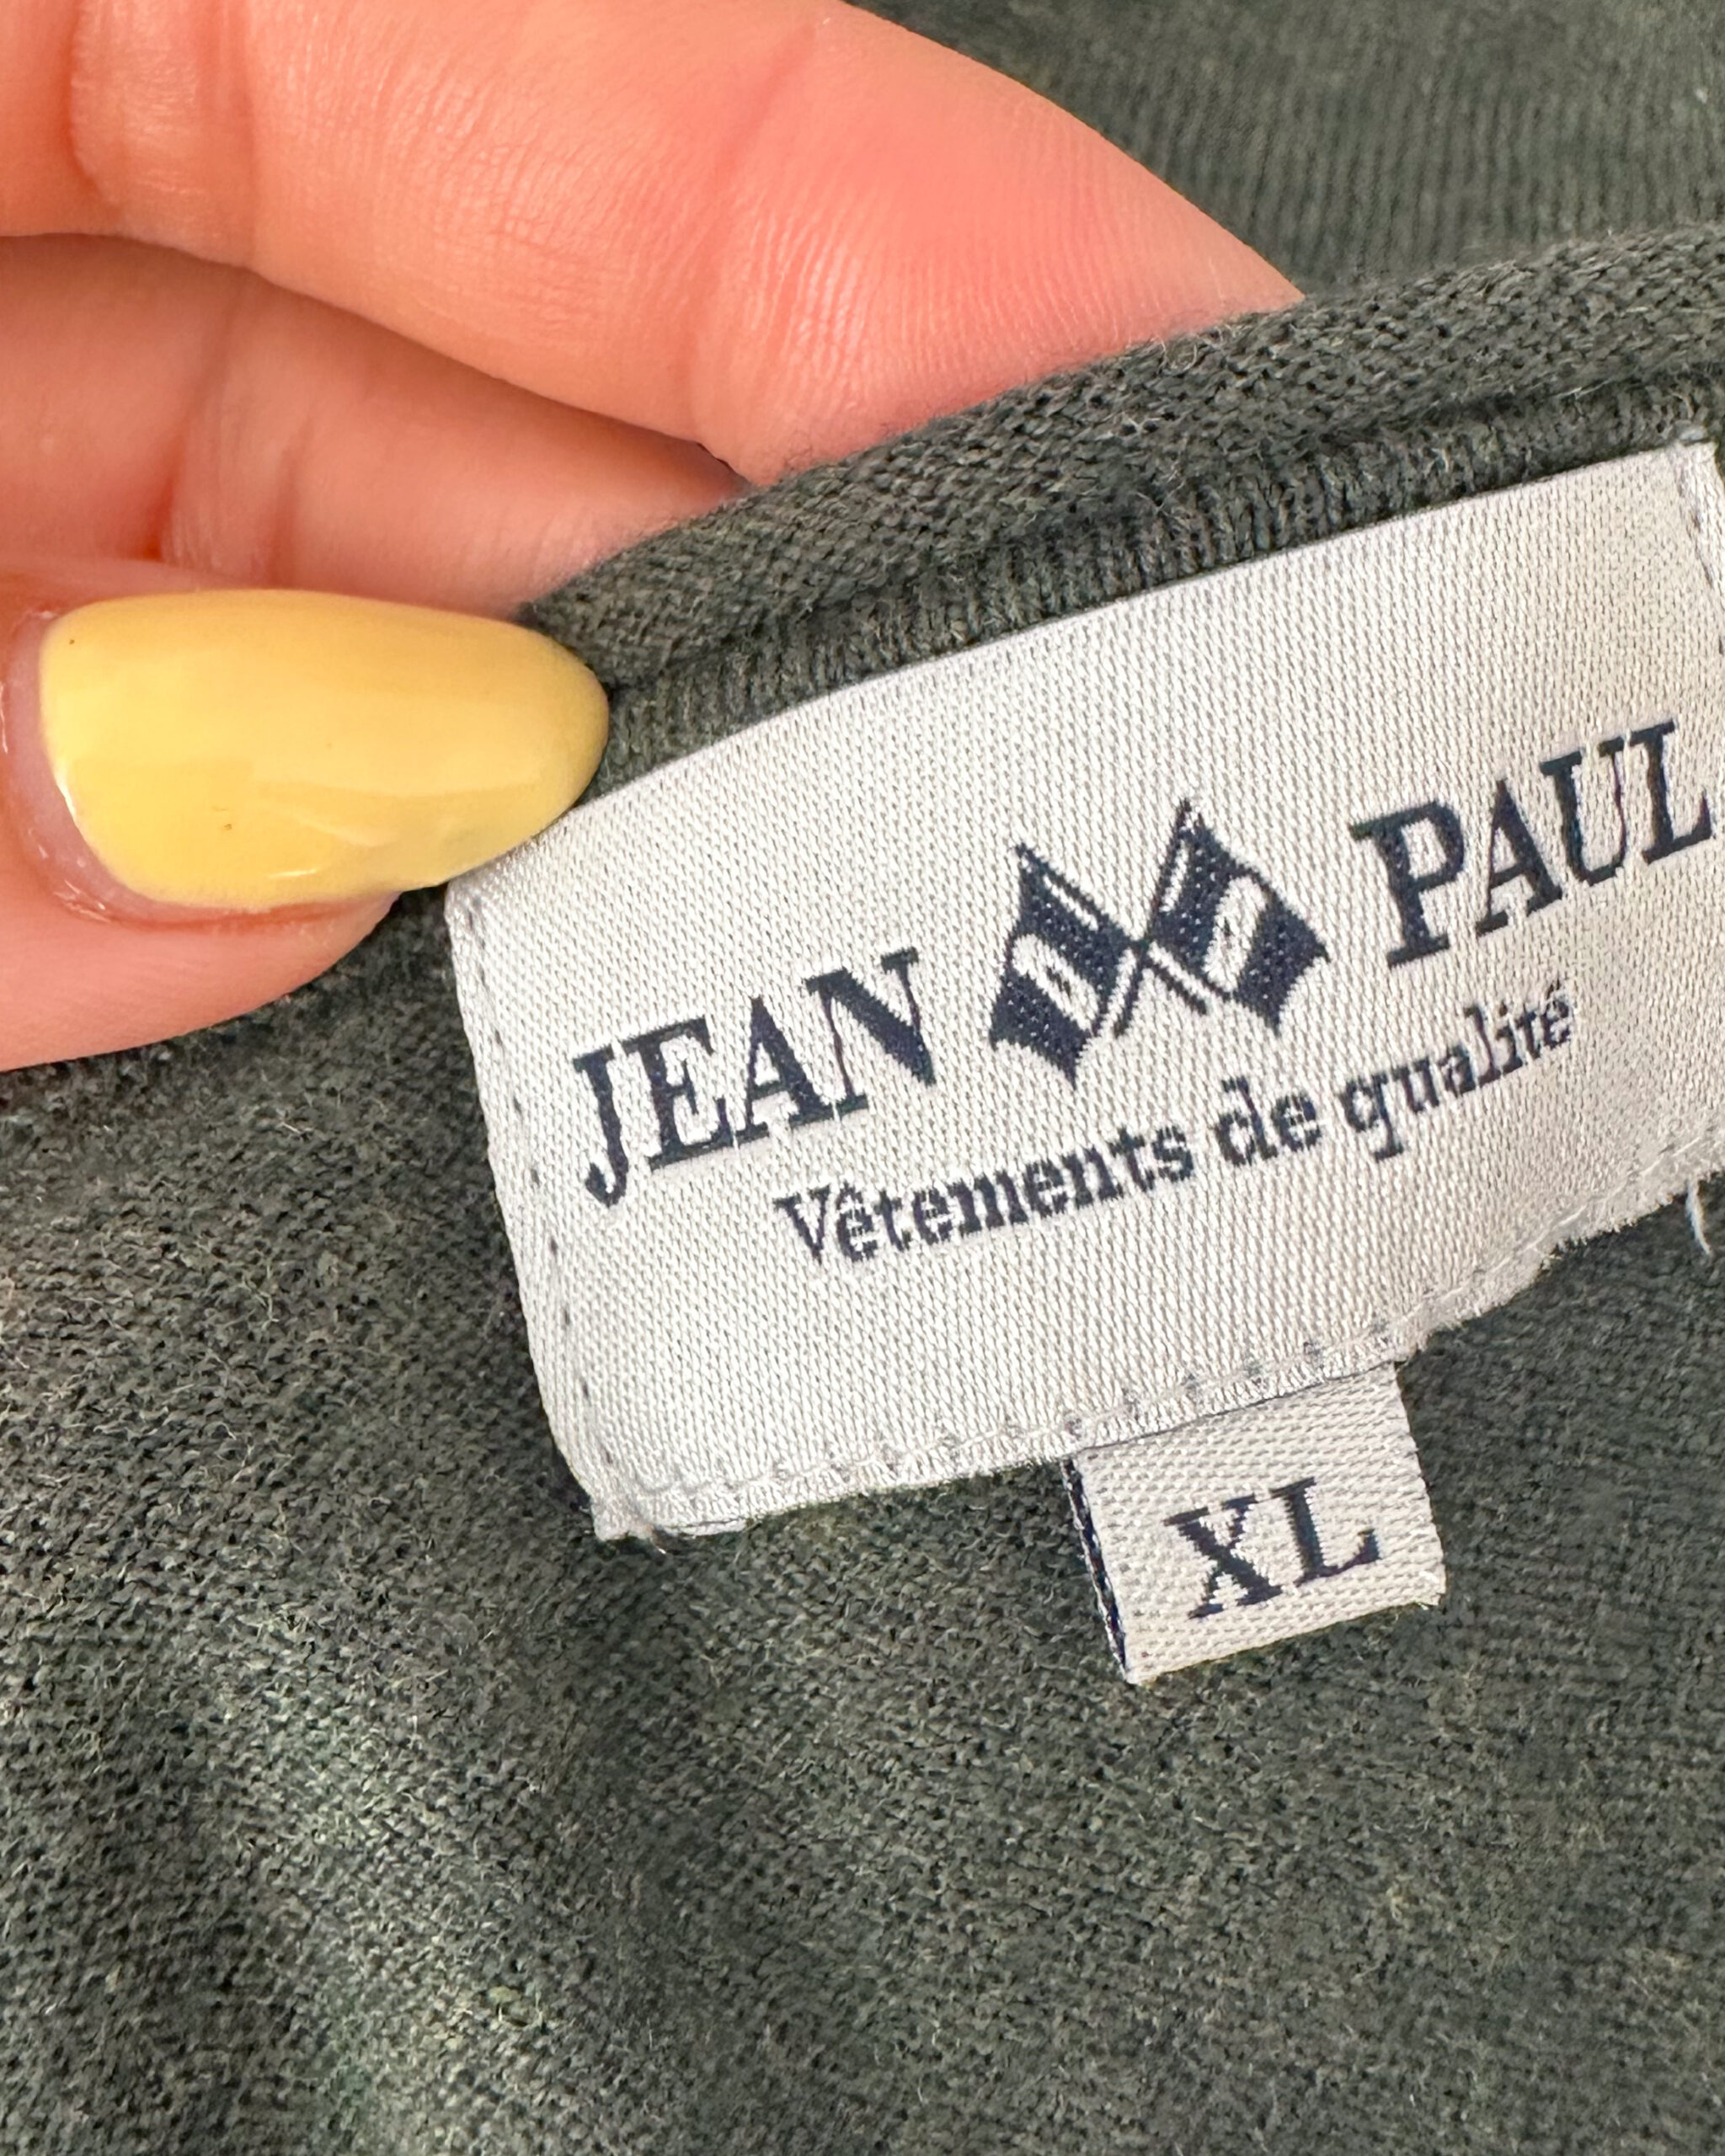 JEAN PAUL
Vêtements de qualité
XL